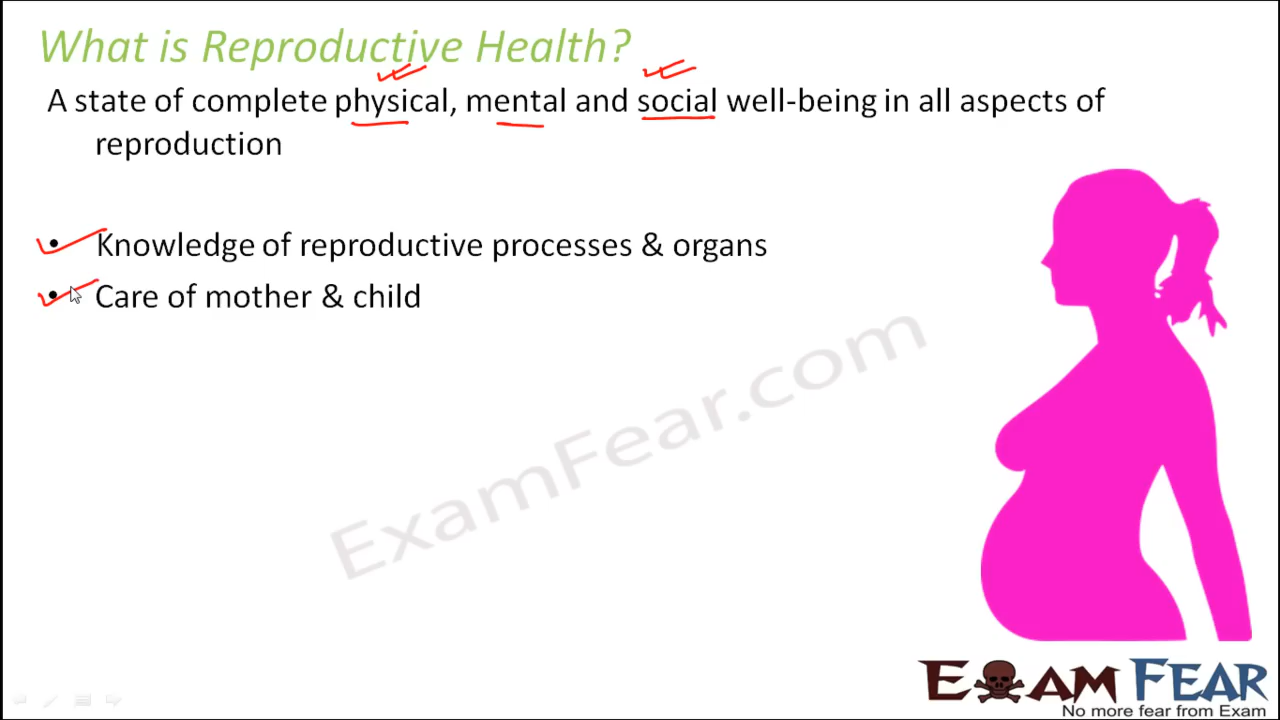 What is Reproductive Health?
A state of complete physical, mental and social well-being in all aspects of
reproduction
• Knowledge of reproductive processes & organs
• Care of mother & child
ExamFear.com
EXAM FEAR
No more fear from Exam